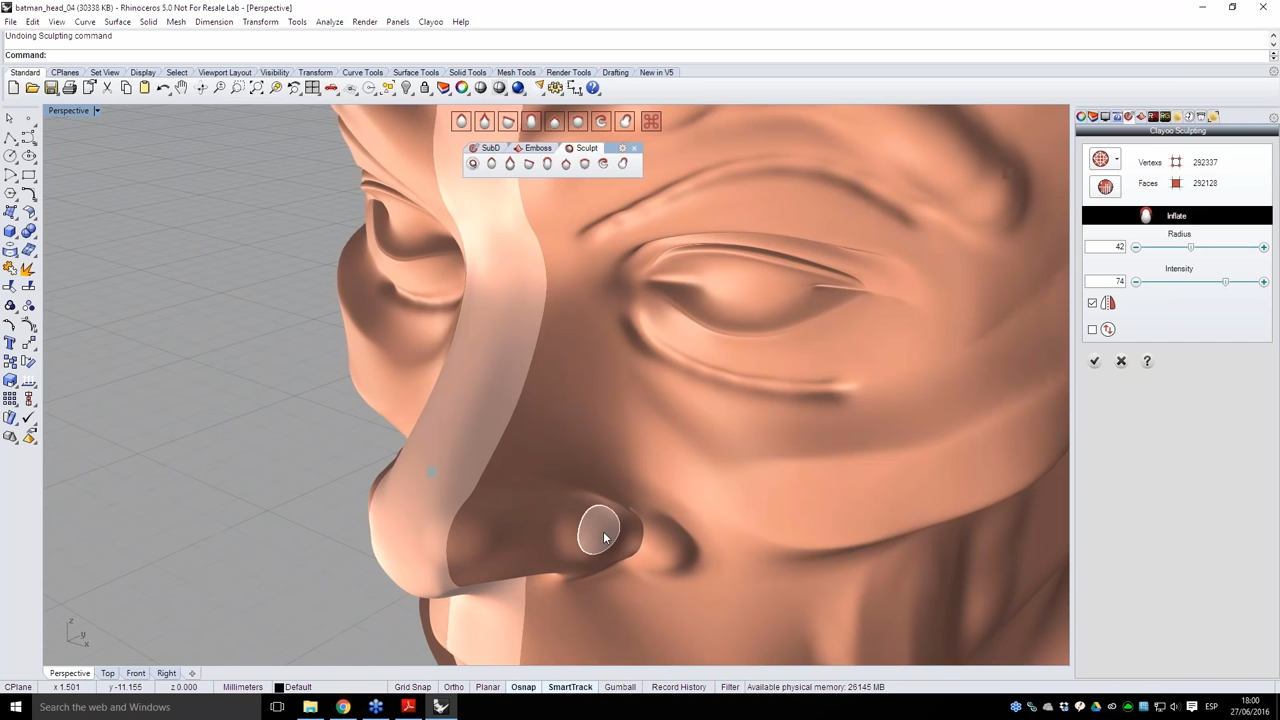 batman_head_04 (30338 KB) - Rhinoceros 5.0 Not For Resale Lab - [Perspective]
File Edit View Curve Surface Solid Mesh Dimension Transform Tools Analyze Render Panels Clayoo Help
Undoing Sculpting command
Command:
Standard CPlanes Set View Display Select Viewport Layout Visibility Transform Curve Tools Surface Tools Solid Tools Mesh Tools Render Tools Drafting New in V5
Perspective
SubD Emboss Sculpt
Clayoo Sculpting
Vertexs 292337
Faces 292128
Inflate
Radius
42
Intensity
74
z
y
x
Perspective Top Front Right
CPlane x 1.501 y -11.155 z 0.000 Millimeters Default Grid Snap Ortho Planar Osnap SmartTrack Gumball Record History Filter Available physical memory: 26145 MB
Search the web and Windows
ESP
18:00
27/06/2016